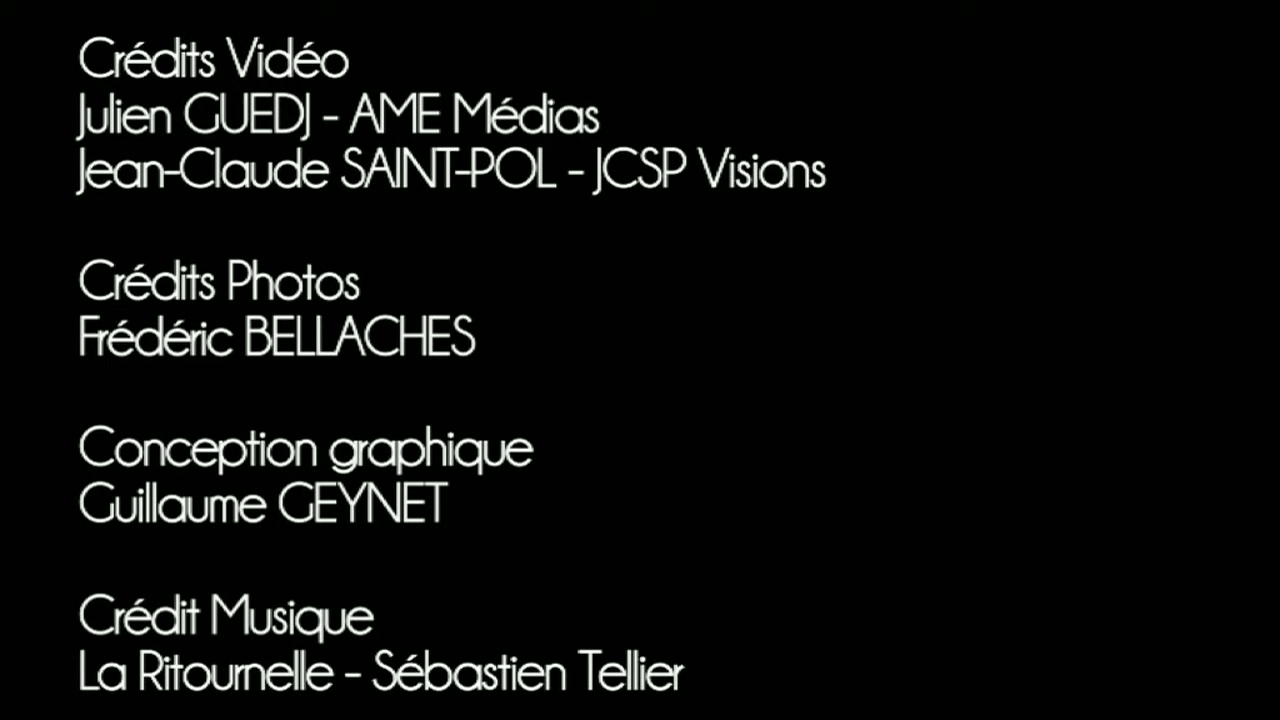 Crédits Vidéo
Julien GUEDJ - AME Médias
Jean-Claude SAINT-POL - JCSP Visions
Crédits Photos
Frédéric BELLACHES
Conception graphique
Guillaume GEYNET
Crédit Musique
La Ritournelle - Sébastien Tellier